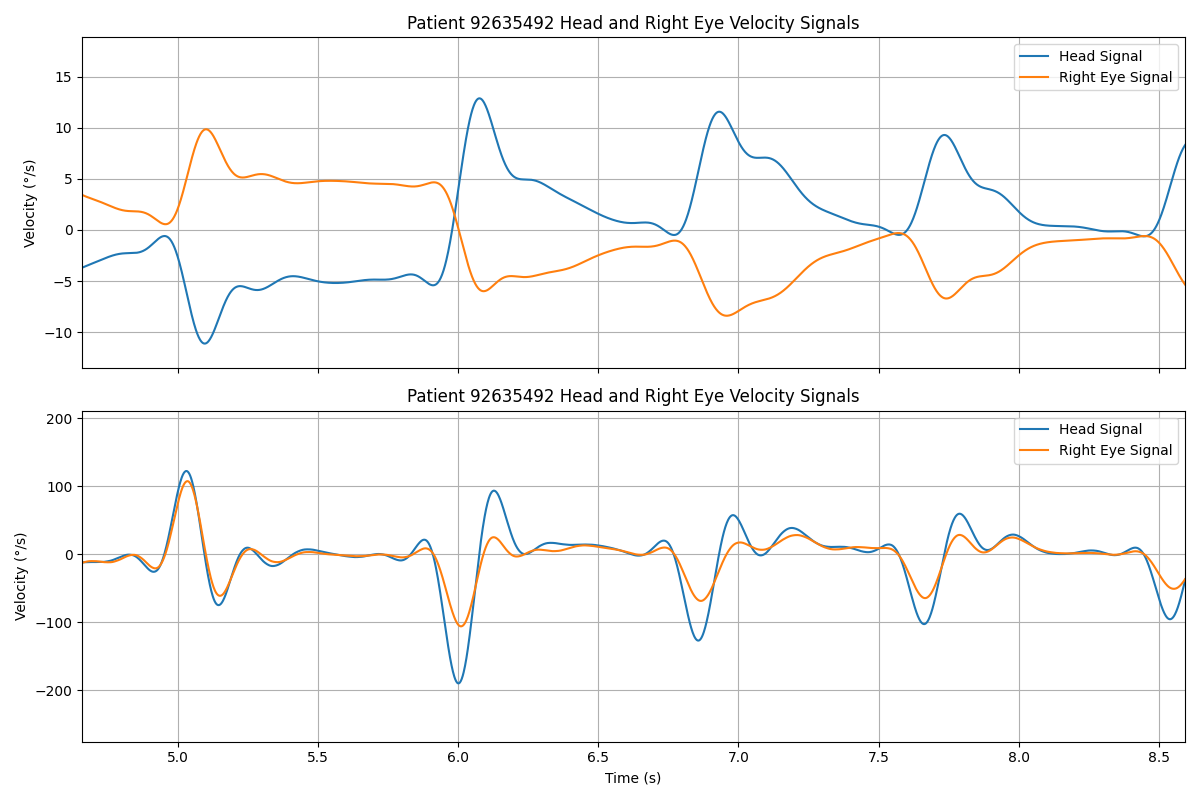 Patient 92635492 Head and Right Eye Velocity Signals
Head Signal
Right Eye Signal
Velocity (°/s)
15
10
5
0
−5
−10
Patient 92635492 Head and Right Eye Velocity Signals
Head Signal
Right Eye Signal
Velocity (°/s)
200
100
0
−100
−200
5.0 5.5 6.0 6.5 7.0 7.5 8.0 8.5
Time (s)